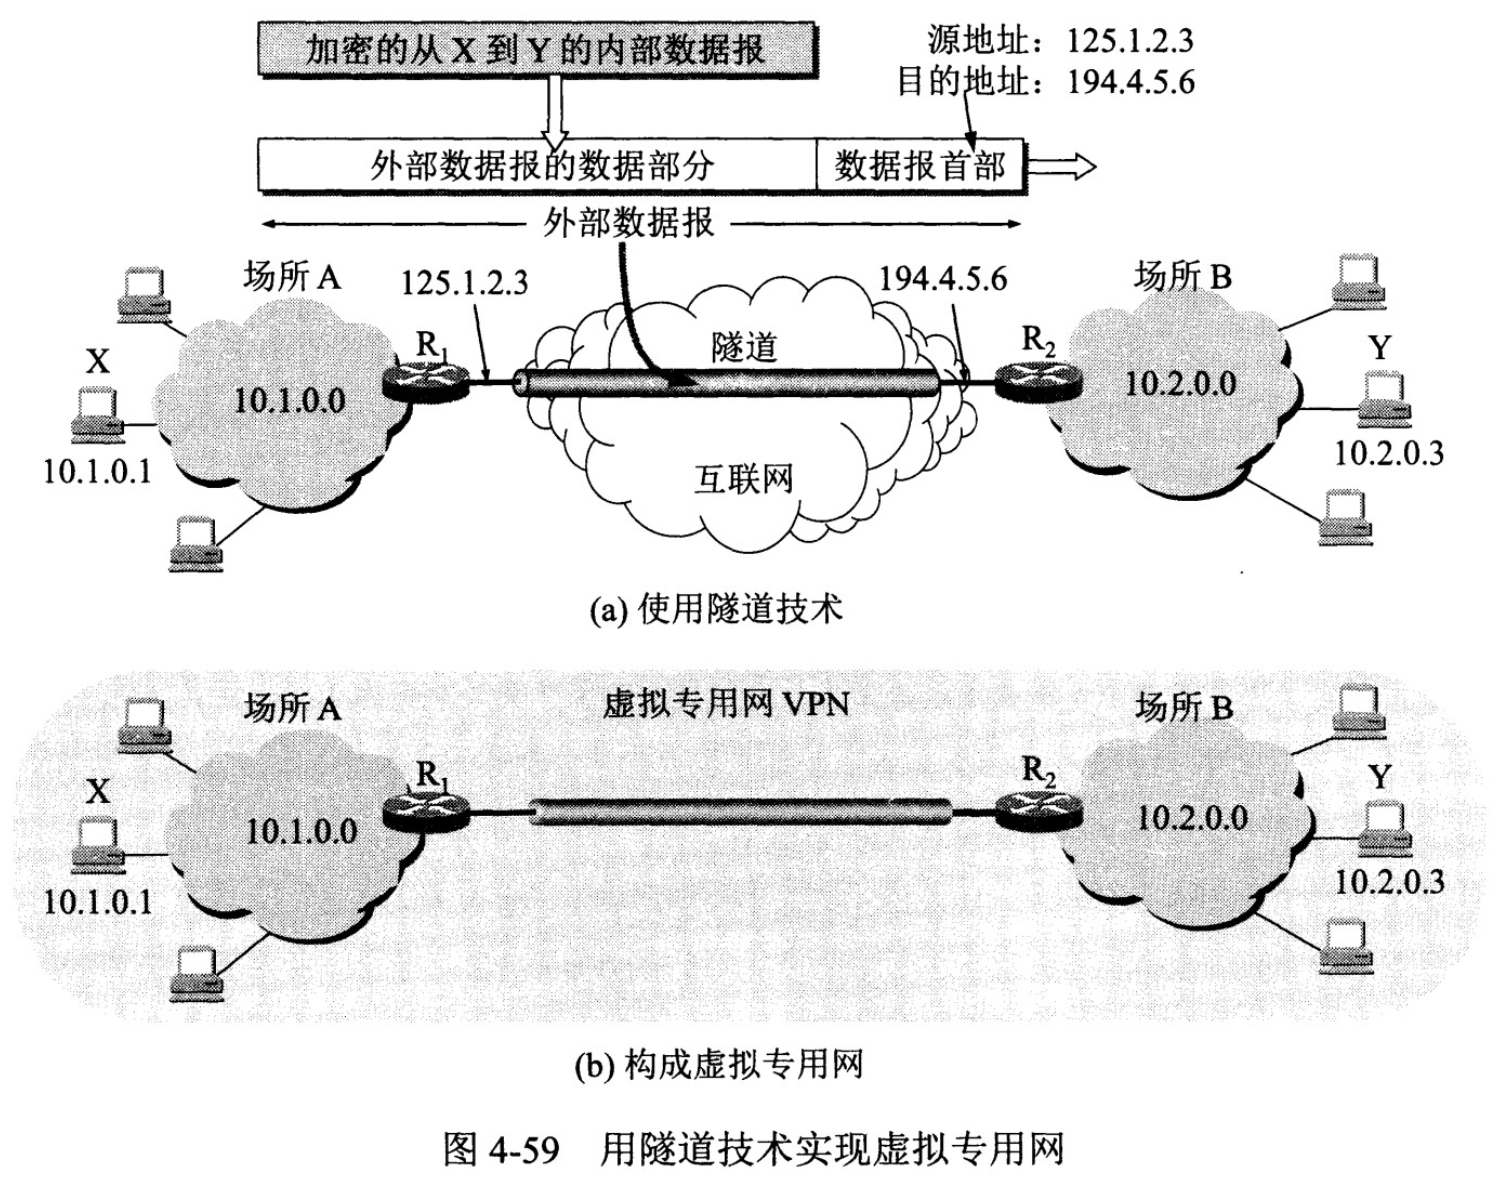 加密的从 X 到 Y 的内部数据报
源地址：125.1.2.3
目的地址：194.4.5.6
外部数据报的数据部分
数据报首部
外部数据报
场所 A
125.1.2.3
194.4.5.6
场所 B
X
R1
隧道
R2
Y
10.1.0.0
10.2.0.0
10.1.0.1
互联网
10.2.0.3
(a) 使用隧道技术
场所 A
虚拟专用网 VPN
场所 B
X
R1
R2
Y
10.1.0.0
10.2.0.0
10.1.0.1
10.2.0.3
(b) 构成虚拟专用网
图 4-59 用隧道技术实现虚拟专用网